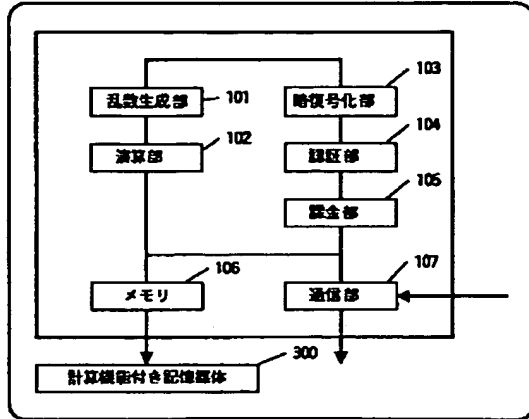 103
乱数生成部
101
暗復号化部
102
104
演算部
認証部
105
課金部
106
107
メモリ
通信部
300
計算機能付き記憶媒体